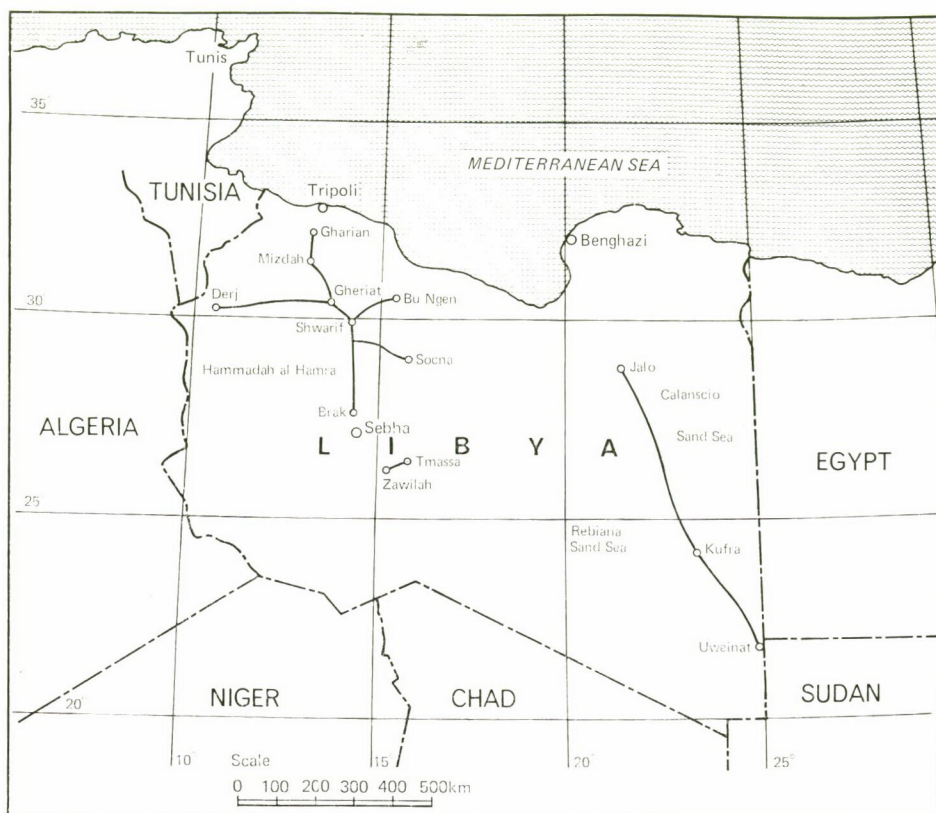 Tunis
35°
MEDITERRANEAN SEA
TUNISIA
Tripoli
Gharian
Benghazi
Mizdah
Derj
Gheriat
Bu Ngen
30°
Shwarif
Socna
Hammadah al Hamra
Jalo
Calanscio
Brak
ALGERIA
Sebha
Sand Sea
L I B Y A
Tmassa
EGYPT
Zawilah
25°
Rebiana
Sand Sea
Kufra
Uweinat
NIGER
CHAD
SUDAN
20°
10° 15° 20° 25°
Scale
0 100 200 300 400 500km